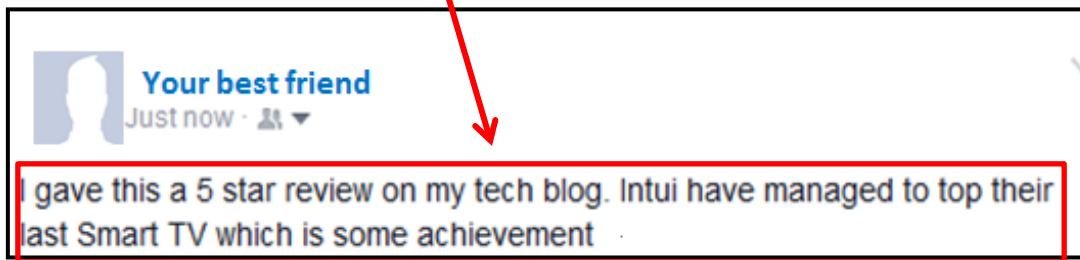 Your best friend
Just now ·
I gave this a 5 star review on my tech blog. Intui have managed to top their
last Smart TV which is some achievement